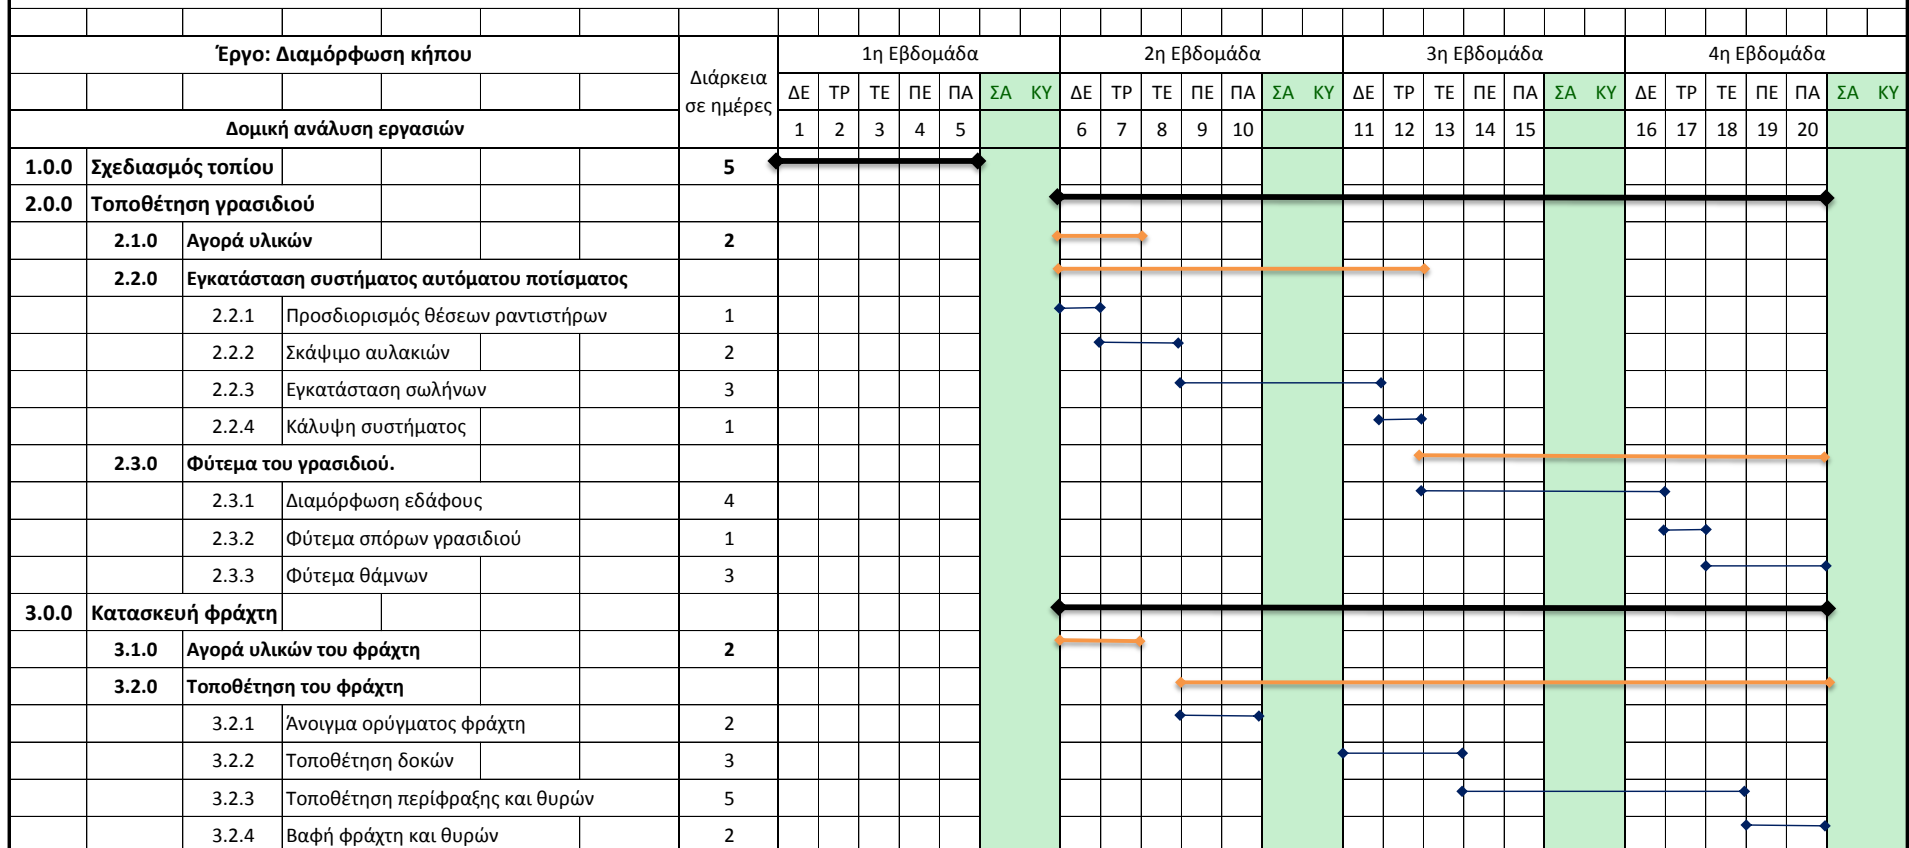 Έργο: Διαμόρφωση κήπου
Διάρκεια
σε ημέρες
1η Εβδομάδα 2η Εβδομάδα 3η Εβδομάδα 4η Εβδομάδα
ΔΕ ΤΡ ΤΕ ΠΕ ΠΑ ΣΑ ΚΥ ΔΕ ΤΡ ΤΕ ΠΕ ΠΑ ΣΑ ΚΥ ΔΕ ΤΡ ΤΕ ΠΕ ΠΑ ΣΑ ΚΥ ΔΕ ΤΡ ΤΕ ΠΕ ΠΑ ΣΑ ΚΥ
Δομική ανάλυση εργασιών 1 2 3 4 5 6 7 8 9 10 11 12 13 14 15 16 17 18 19 20
1.0.0 Σχεδιασμός τοπίου 5
2.0.0 Τοποθέτηση γρασιδιού
2.1.0 Αγορά υλικών 2
2.2.0 Εγκατάσταση συστήματος αυτόματου ποτίσματος
2.2.1 Προσδιορισμός θέσεων ραντιστήρων 1
2.2.2 Σκάψιμο αυλακιών 2
2.2.3 Εγκατάσταση σωλήνων 3
2.2.4 Κάλυψη συστήματος 1
2.3.0 Φύτεμα του γρασιδιού.
2.3.1 Διαμόρφωση εδάφους 4
2.3.2 Φύτεμα σπόρων γρασιδιού 1
2.3.3 Φύτεμα θάμνων 3
3.0.0 Κατασκευή φράχτη
3.1.0 Αγορά υλικών του φράχτη 2
3.2.0 Τοποθέτηση του φράχτη
3.2.1 Άνοιγμα ορύγματος φράχτη 2
3.2.2 Τοποθέτηση δοκών 3
3.2.3 Τοποθέτηση περίφραξης και θυρών 5
3.2.4 Βαφή φράχτη και θυρών 2